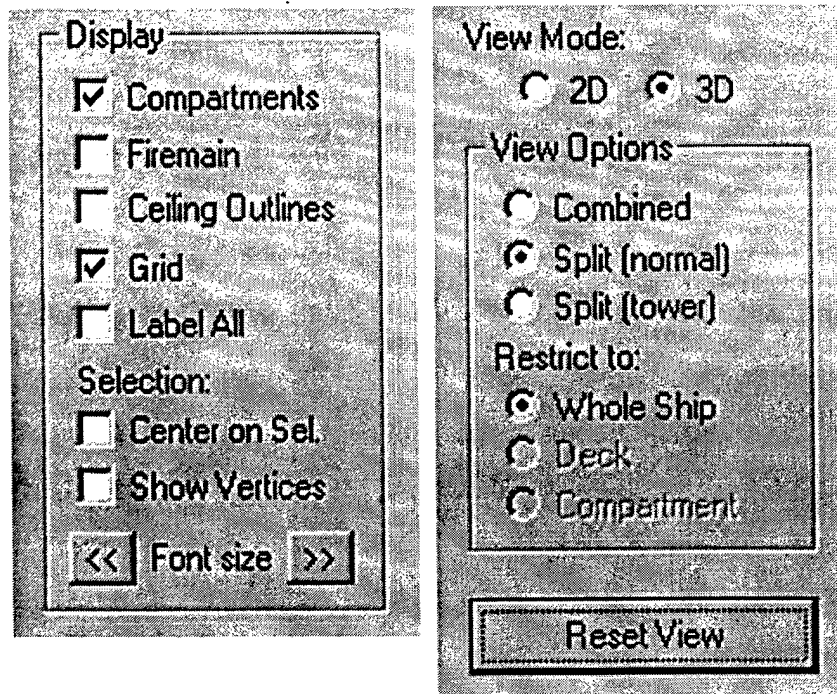 Display
Compartments
Firemain
Ceiling Outlines
Grid
Label All
Selection:
Center on Sel.
Show Vertices
<< Font size >>
View Mode:
2D 3D
View Options
Combined
Split (normal)
Split (tower)
Restrict to:
Whole Ship
Deck
Compartment
Reset View